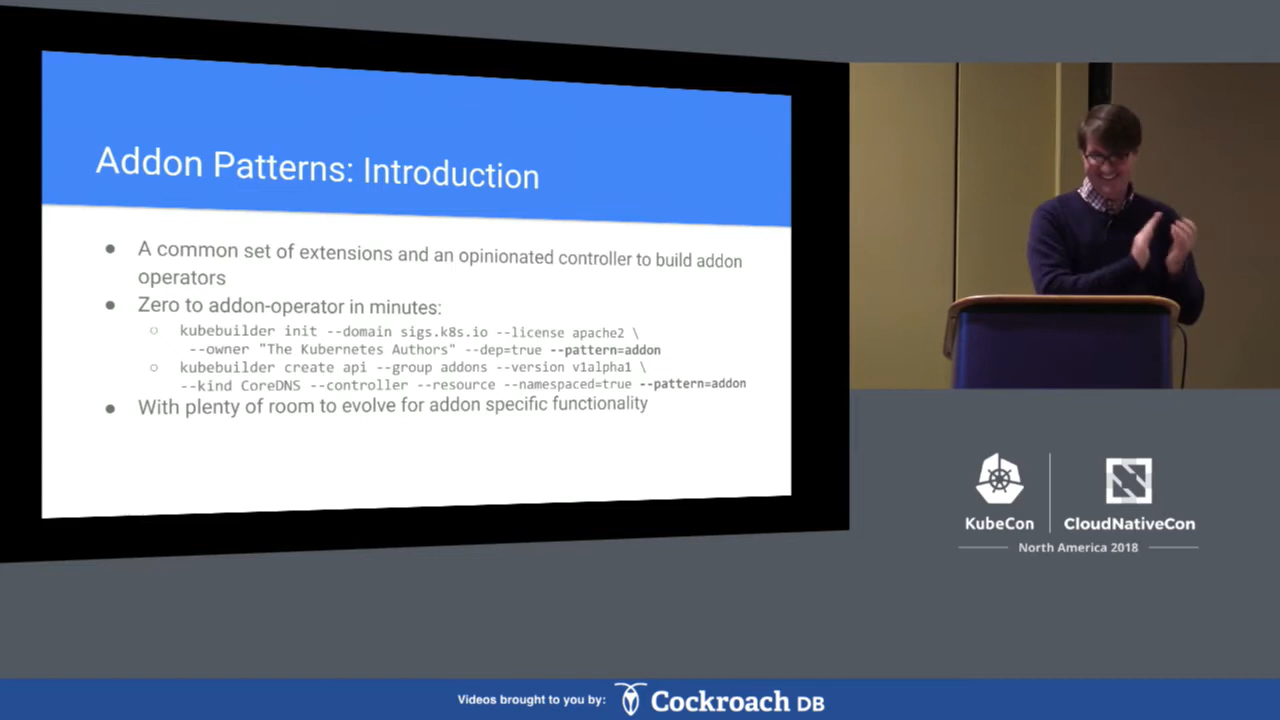 Addon Patterns: Introduction
● A common set of extensions and an opinionated controller to build addon
operators
● Zero to addon-operator in minutes:
○ kubebuilder init --domain sigs.k8s.io --license apache2 \
--owner "The Kubernetes Authors" --dep=true --pattern=addon
○ kubebuilder create api --group addons --version v1alpha1 \
--kind CoreDNS --controller --resource --namespaced=true --pattern=addon
● With plenty of room to evolve for addon specific functionality
KubeCon
CloudNativeCon
North America 2018
Videos brought to you by: Cockroach DB